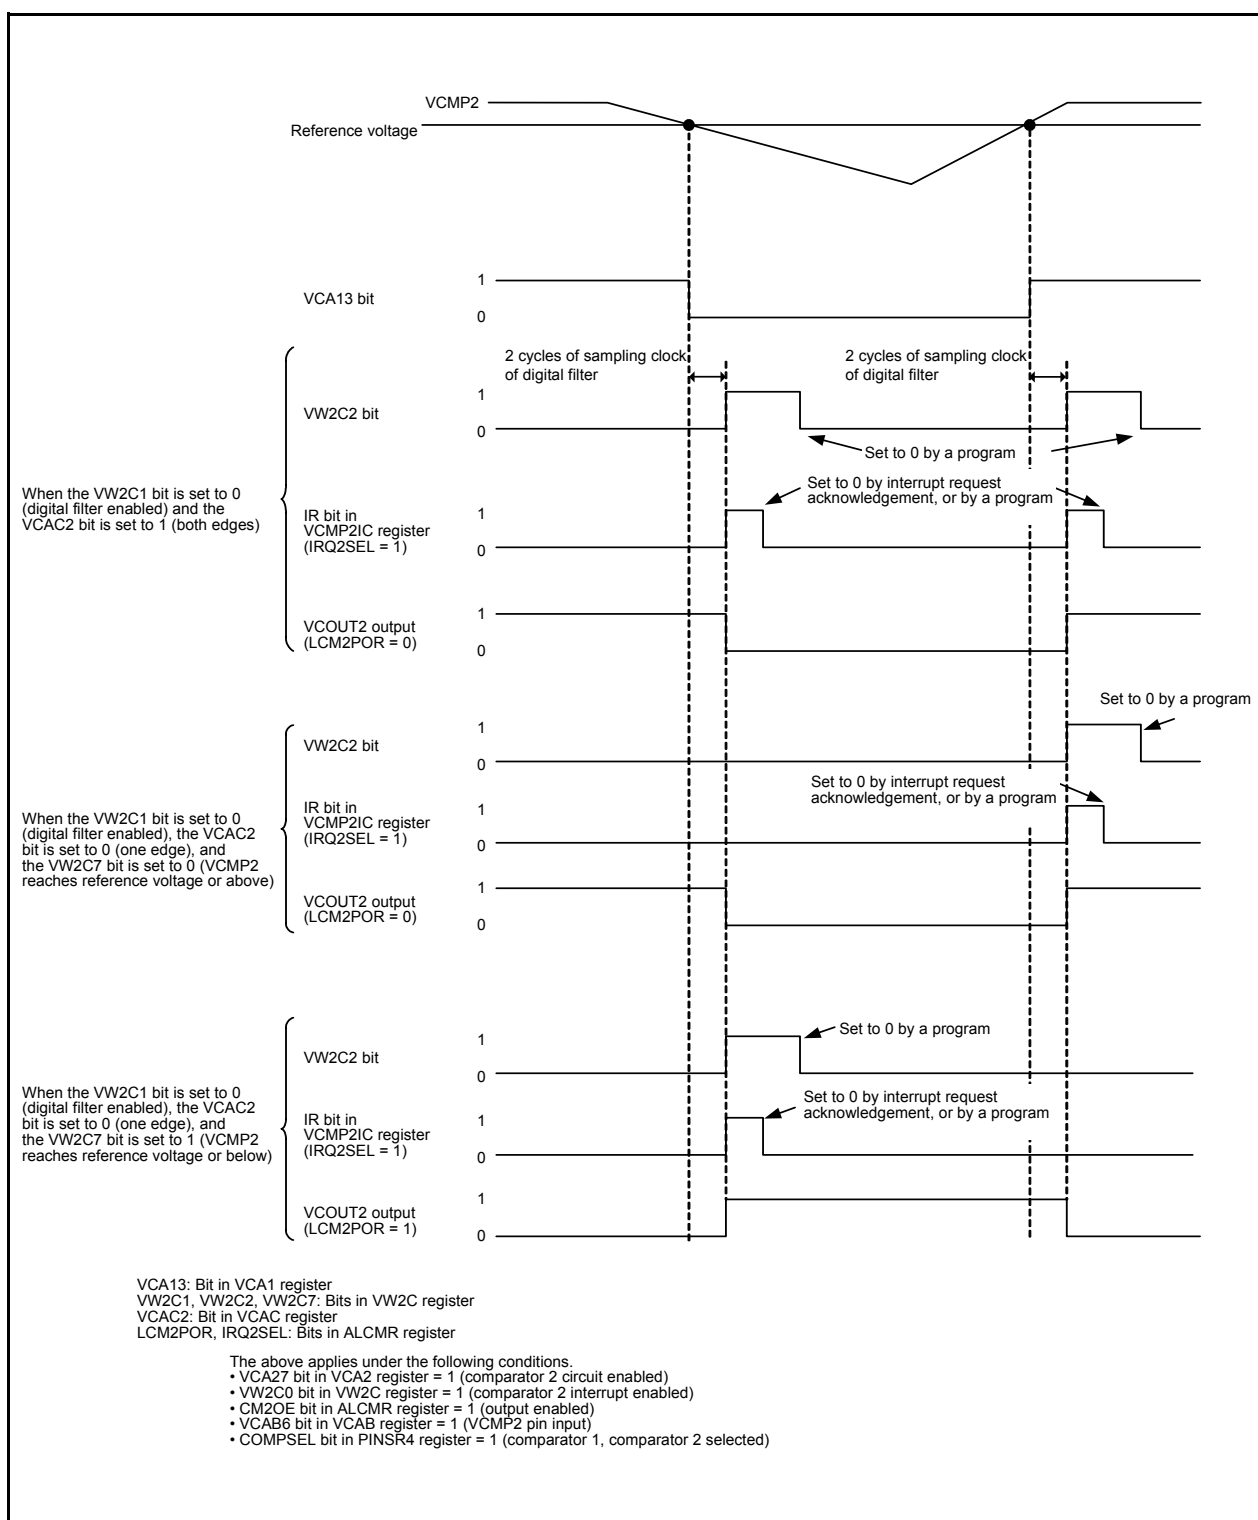 VCMP2
Reference voltage
1
VCA13 bit
0
2 cycles of sampling clock
of digital filter
2 cycles of sampling clock
of digital filter
1
VW2C2 bit
0
Set to 0 by a program
When the VW2C1 bit is set to 0
(digital filter enabled) and the
VCAC2 bit is set to 1 (both edges)
Set to 0 by interrupt request
acknowledgement, or by a program
IR bit in
VCMP2IC register
(IRQ2SEL = 1)
1
0
1
VCOUT2 output
(LCM2POR = 0)
0
Set to 0 by a program
1
VW2C2 bit
0
Set to 0 by interrupt request
acknowledgement, or by a program
When the VW2C1 bit is set to 0
(digital filter enabled), the VCAC2
bit is set to 0 (one edge), and
the VW2C7 bit is set to 0 (VCMP2
reaches reference voltage or above)
IR bit in
VCMP2IC register
(IRQ2SEL = 1)
1
0
1
VCOUT2 output
(LCM2POR = 0)
0
Set to 0 by a program
1
VW2C2 bit
0
When the VW2C1 bit is set to 0
(digital filter enabled), the VCAC2
bit is set to 0 (one edge), and
the VW2C7 bit is set to 1 (VCMP2
reaches reference voltage or below)
Set to 0 by interrupt request
acknowledgement, or by a program
IR bit in
VCMP2IC register
(IRQ2SEL = 1)
1
0
1
VCOUT2 output
(LCM2POR = 1)
0
VCA13: Bit in VCA1 register
VW2C1, VW2C2, VW2C7: Bits in VW2C register
VCAC2: Bit in VCAC register
LCM2POR, IRQ2SEL: Bits in ALCMR register
The above applies under the following conditions.
• VCA27 bit in VCA2 register = 1 (comparator 2 circuit enabled)
• VW2C0 bit in VW2C register = 1 (comparator 2 interrupt enabled)
• CM2OE bit in ALCMR register = 1 (output enabled)
• VCAB6 bit in VCAB register = 1 (VCMP2 pin input)
• COMPSEL bit in PINSR4 register = 1 (comparator 1, comparator 2 selected)